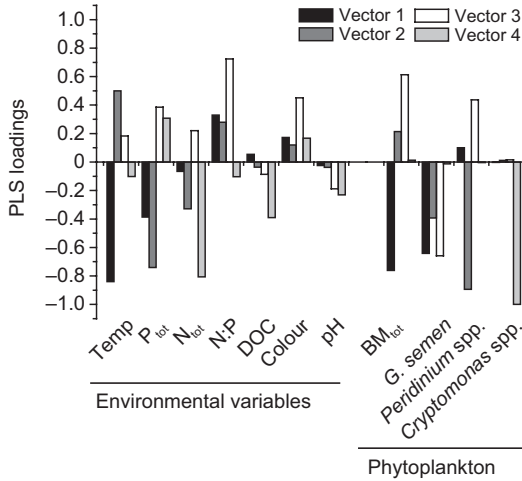 Vector 1
Vector 2
Vector 3
Vector 4
PLS loadings
1.0
0.8
0.6
0.4
0.2
0
−0.2
−0.4
−0.6
−0.8
−1.0
Temp
Ptot
Ntot
N:P
DOC
Colour
pH
BMtot
G. semen
Peridinium spp.
Cryptomonas spp.
Environmental variables
Phytoplankton